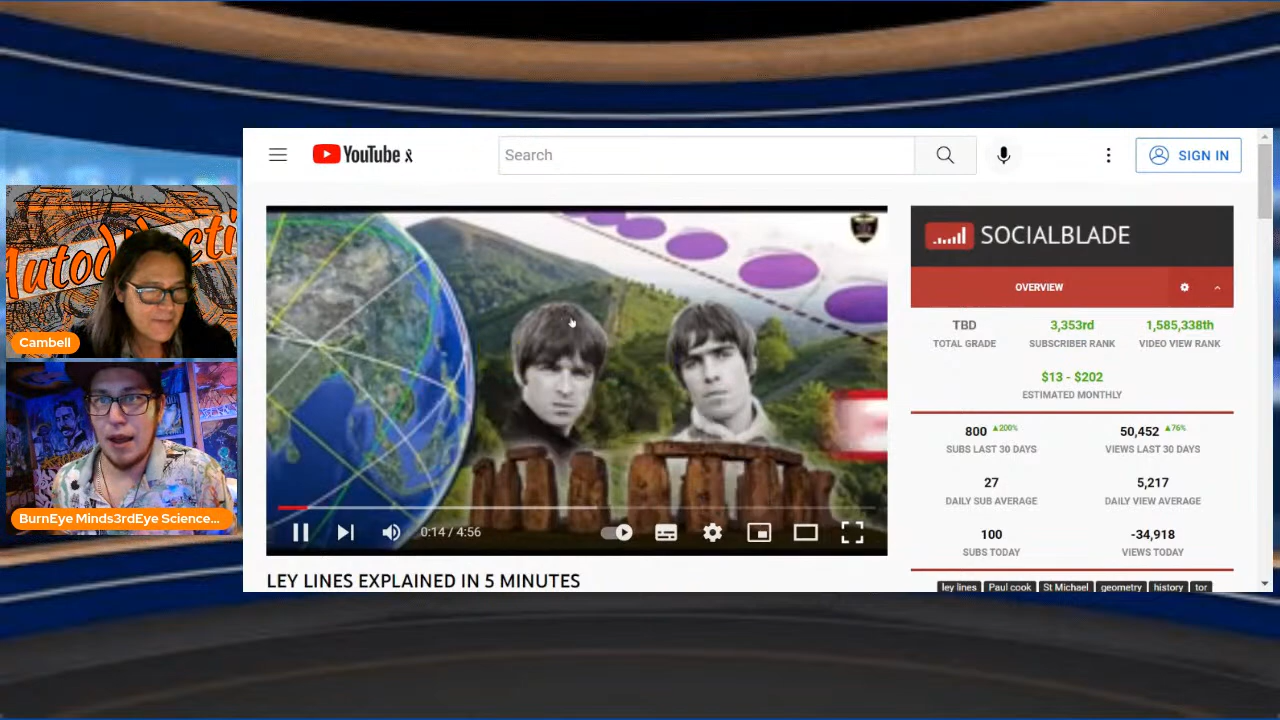 YouTube
Search
SIGN IN
Autod
cti
Cambell
BurnEye Minds3rdEye Science...
0:14 / 4:56
LEY LINES EXPLAINED IN 5 MINUTES
SOCIALBLADE
OVERVIEW
TBD 3,353rd 1,585,338th
TOTAL GRADE SUBSCRIBER RANK VIDEO VIEW RANK
$13 - $202
ESTIMATED MONTHLY
800 ▲200% 50,452 ▲76%
SUBS LAST 30 DAYS VIEWS LAST 30 DAYS
27 5,217
DAILY SUB AVERAGE DAILY VIEW AVERAGE
100 -34,918
SUBS TODAY VIEWS TODAY
ley lines Paul cook St Michael geometry history tor